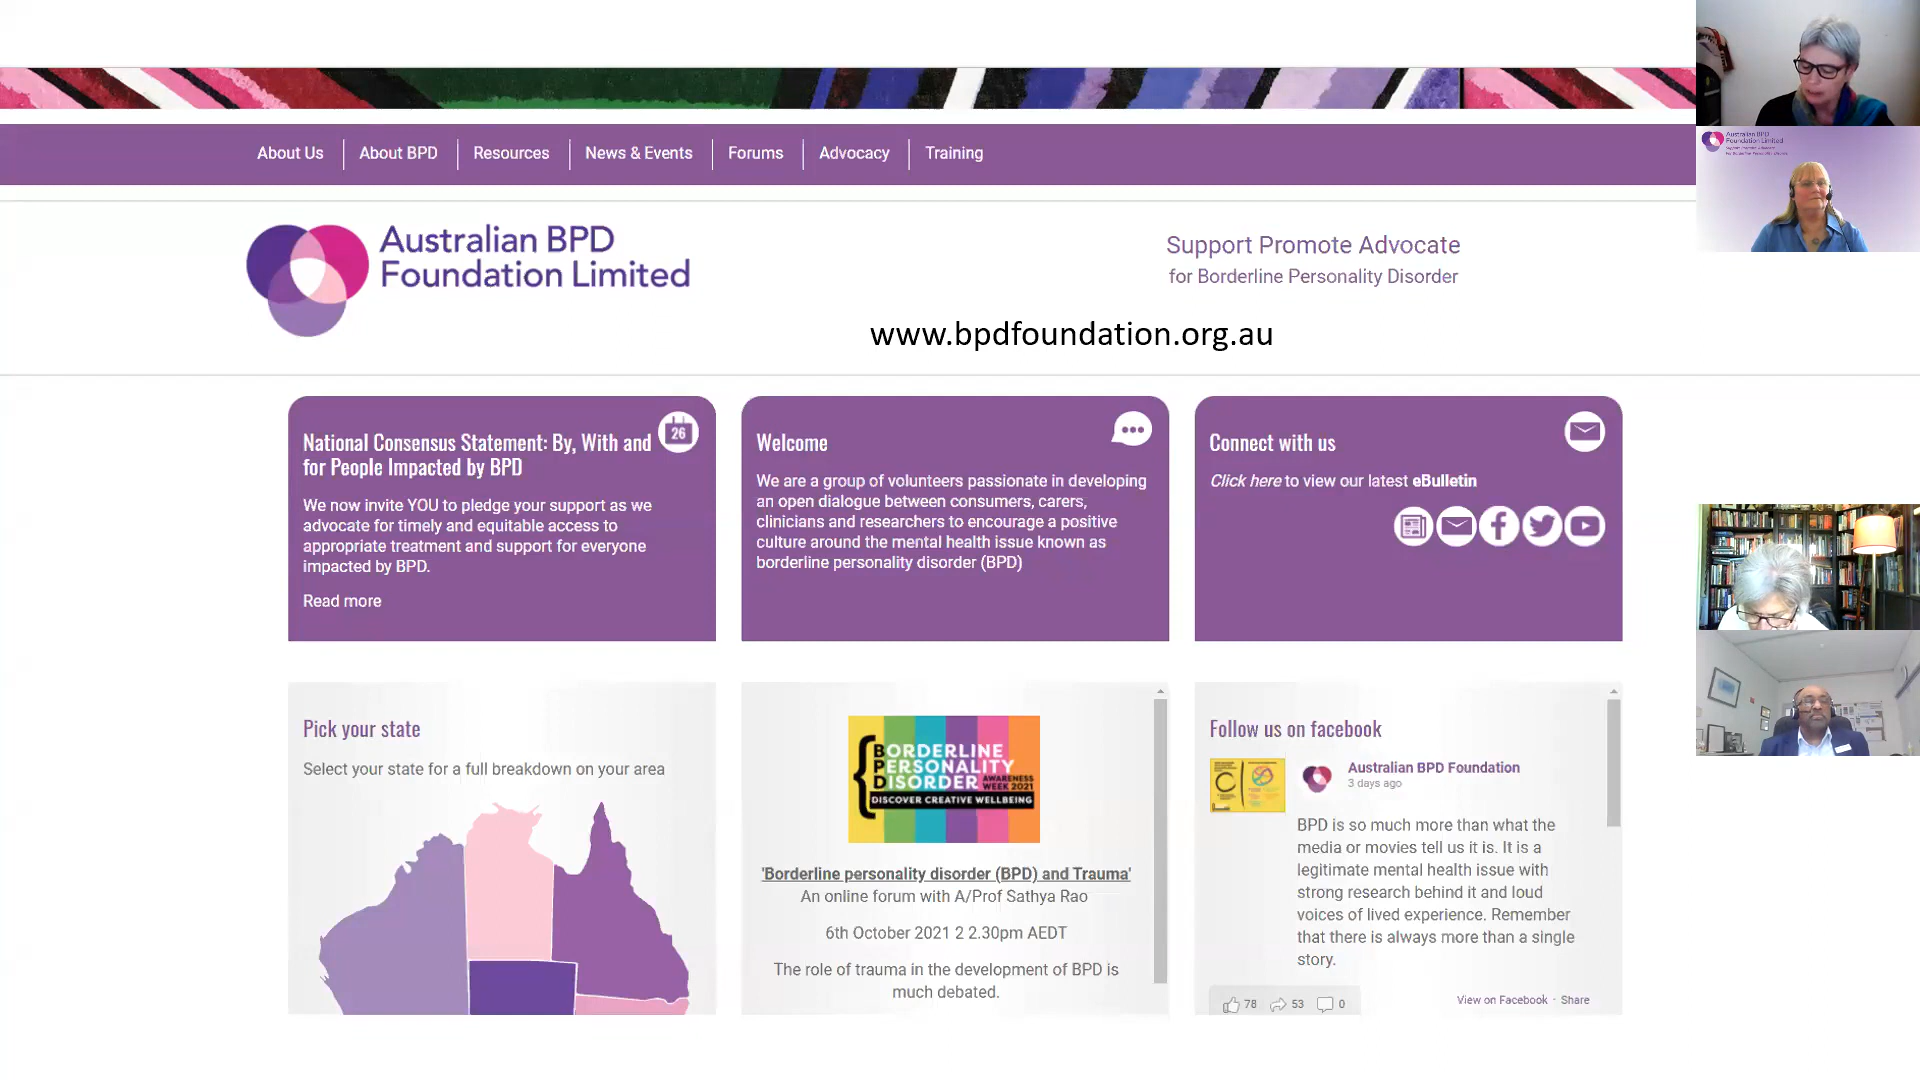 About Us
About BPD
Resources
News & Events
Forums
Advocacy
Training
Australian BPD
Foundation Limited
Support Promote Advocate
for Borderline Personality Disorder
www.bpdfoundation.org.au
National Consensus Statement: By, With and
for People Impacted by BPD
26
We now invite YOU to pledge your support as we
advocate for timely and equitable access to
appropriate treatment and support for everyone
impacted by BPD.
Read more
Welcome
We are a group of volunteers passionate in developing
an open dialogue between consumers, carers,
clinicians and researchers to encourage a positive
culture around the mental health issue known as
borderline personality disorder (BPD)
Connect with us
Click here to view our latest eBulletin
Pick your state
Select your state for a full breakdown on your area
BORDERLINE
PERSONALITY
DISORDER AWARENESS
WEEK 2021
DISCOVER CREATIVE WELLBEING
'Borderline personality disorder (BPD) and Trauma'
An online forum with A/Prof Sathya Rao
6th October 2021 2 2.30pm AEDT
The role of trauma in the development of BPD is
much debated.
Follow us on facebook
Australian BPD Foundation
3 days ago
BPD is so much more than what the
media or movies tell us it is. It is a
legitimate mental health issue with
strong research behind it and loud
voices of lived experience. Remember
that there is always more than a single
story.
78 53 0
View on Facebook · Share
Australian BPD
Foundation Limited